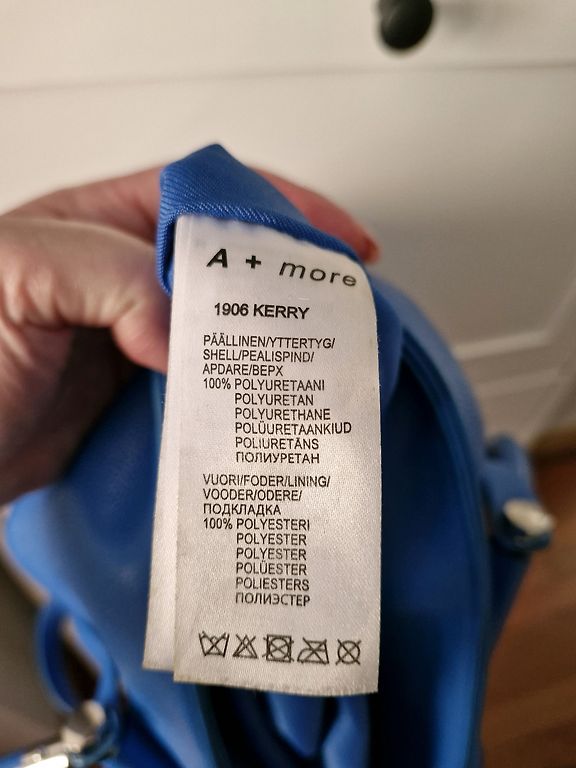 A + more
1906 KERRY
PÄÄLLINEN/YTTERTYG/
SHELL/PEALISPIND/
APDARE/ВЕРХ
100% POLYURETAANI
POLYURETAN
POLYURETHANE
POLÜURETAANKIUD
POLIURETĀNS
ПОЛИУРЕТАН
VUORI/FODER/LINING/
VOODER/ODERE/
ПОДКЛАДКА
100% POLYESTERI
POLYESTER
POLYESTER
POLÜESTER
POLIESTERS
ПОЛИЭСТЕР